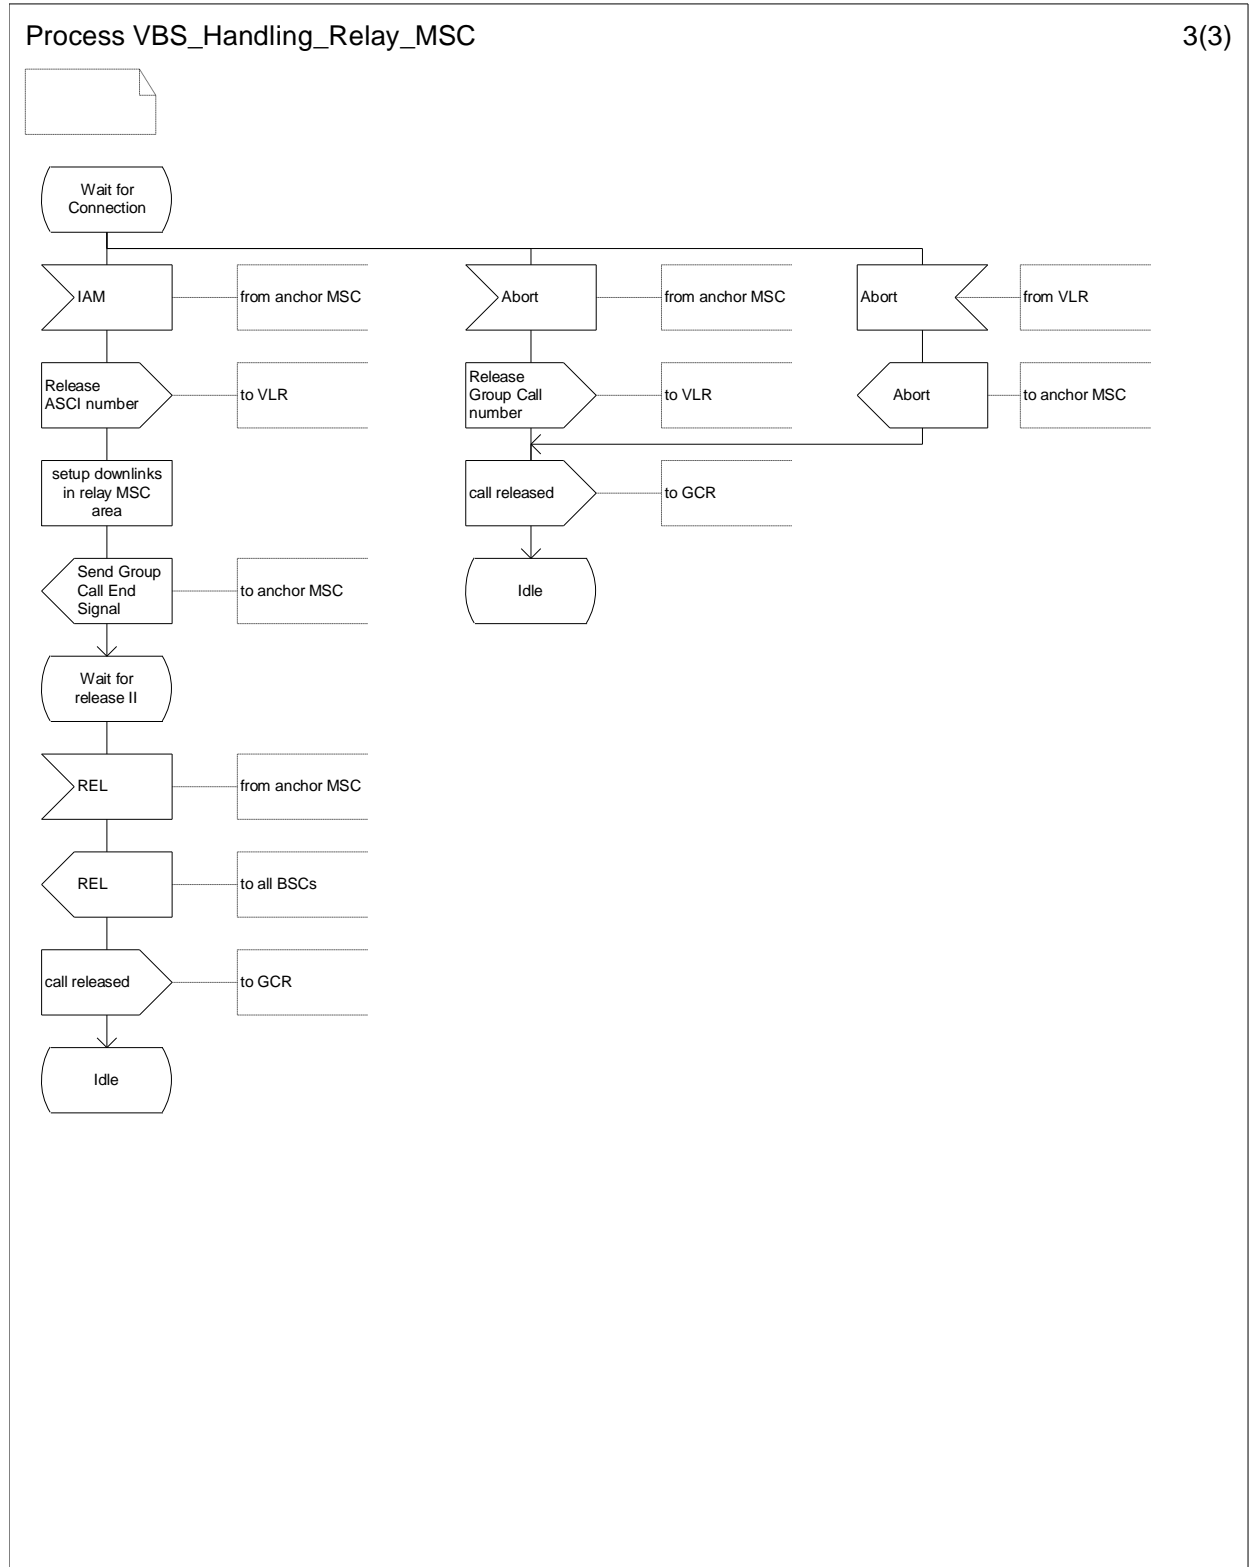 Process VBS_Handling_Relay_MSC
3(3)
Wait for
Connection
IAM
from anchor MSC
Abort
from anchor MSC
Abort
from VLR
Release
ASCI number
to VLR
Release
Group Call
number
to VLR
Abort
to anchor MSC
setup downlinks
in relay MSC
area
call released
to GCR
Send Group
Call End
Signal
to anchor MSC
Idle
Wait for
release II
REL
from anchor MSC
REL
to all BSCs
call released
to GCR
Idle